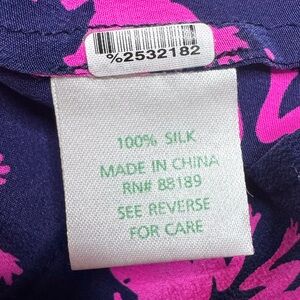 %2532182
100% SILK
MADE IN CHINA
RN# 88189
SEE REVERSE
FOR CARE